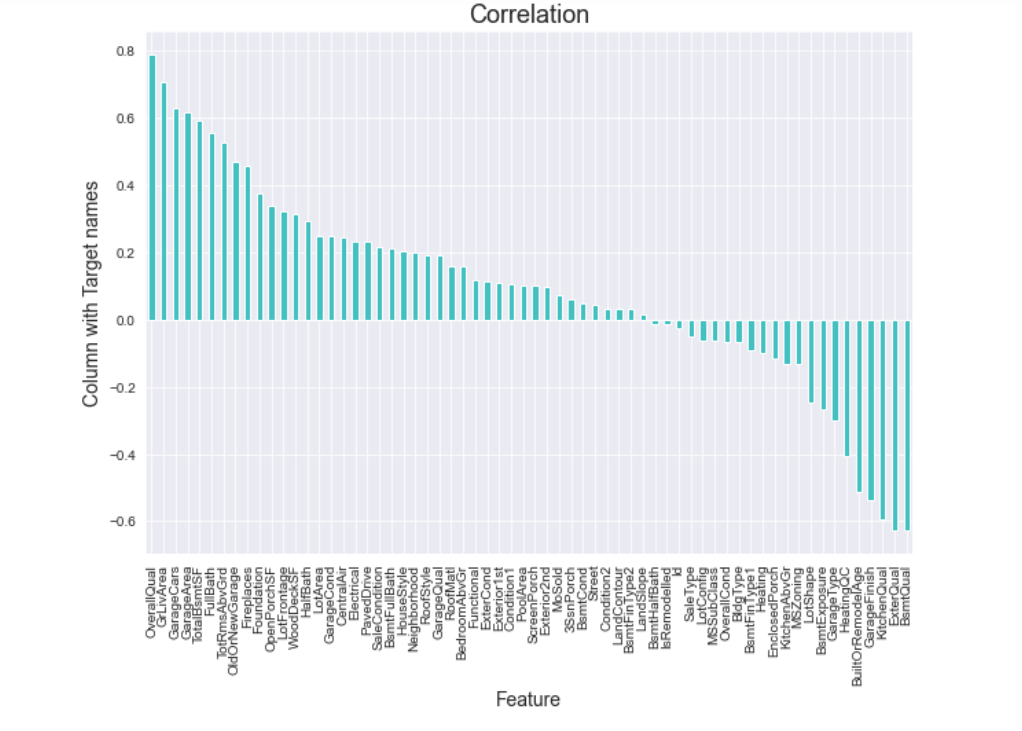 Correlation
0.8
0.6
0.4
0.2
0.0
−0.2
−0.4
−0.6
Column with Target names
OverallQual
GrLivArea
GarageCars
GarageArea
TotalBsmtSF
FullBath
TotRmsAbvGrd
OldOrNewGarage
Fireplaces
Foundation
OpenPorchSF
LotFrontage
WoodDeckSF
HalfBath
LotArea
GarageCond
CentralAir
Electrical
PavedDrive
SaleCondition
BsmtFullBath
HouseStyle
Neighborhood
RoofStyle
GarageQual
RoofMatl
BedroomAbvGr
Functional
ExterCond
Exterior1st
Condition1
PoolArea
ScreenPorch
Exterior2nd
MoSold
3SsnPorch
BsmtCond
Street
Condition2
LandContour
BsmtFinType2
LandSlope
BsmtHalfBath
IsRemodelled
Id
SaleType
LotConfig
MSSubClass
OverallCond
BldgType
BsmtFinType1
Heating
EnclosedPorch
KitchenAbvGr
MSZoning
LotShape
BsmtExposure
GarageType
HeatingQC
BuiltOrRemodelAge
GarageFinish
KitchenQual
ExterQual
BsmtQual
Feature